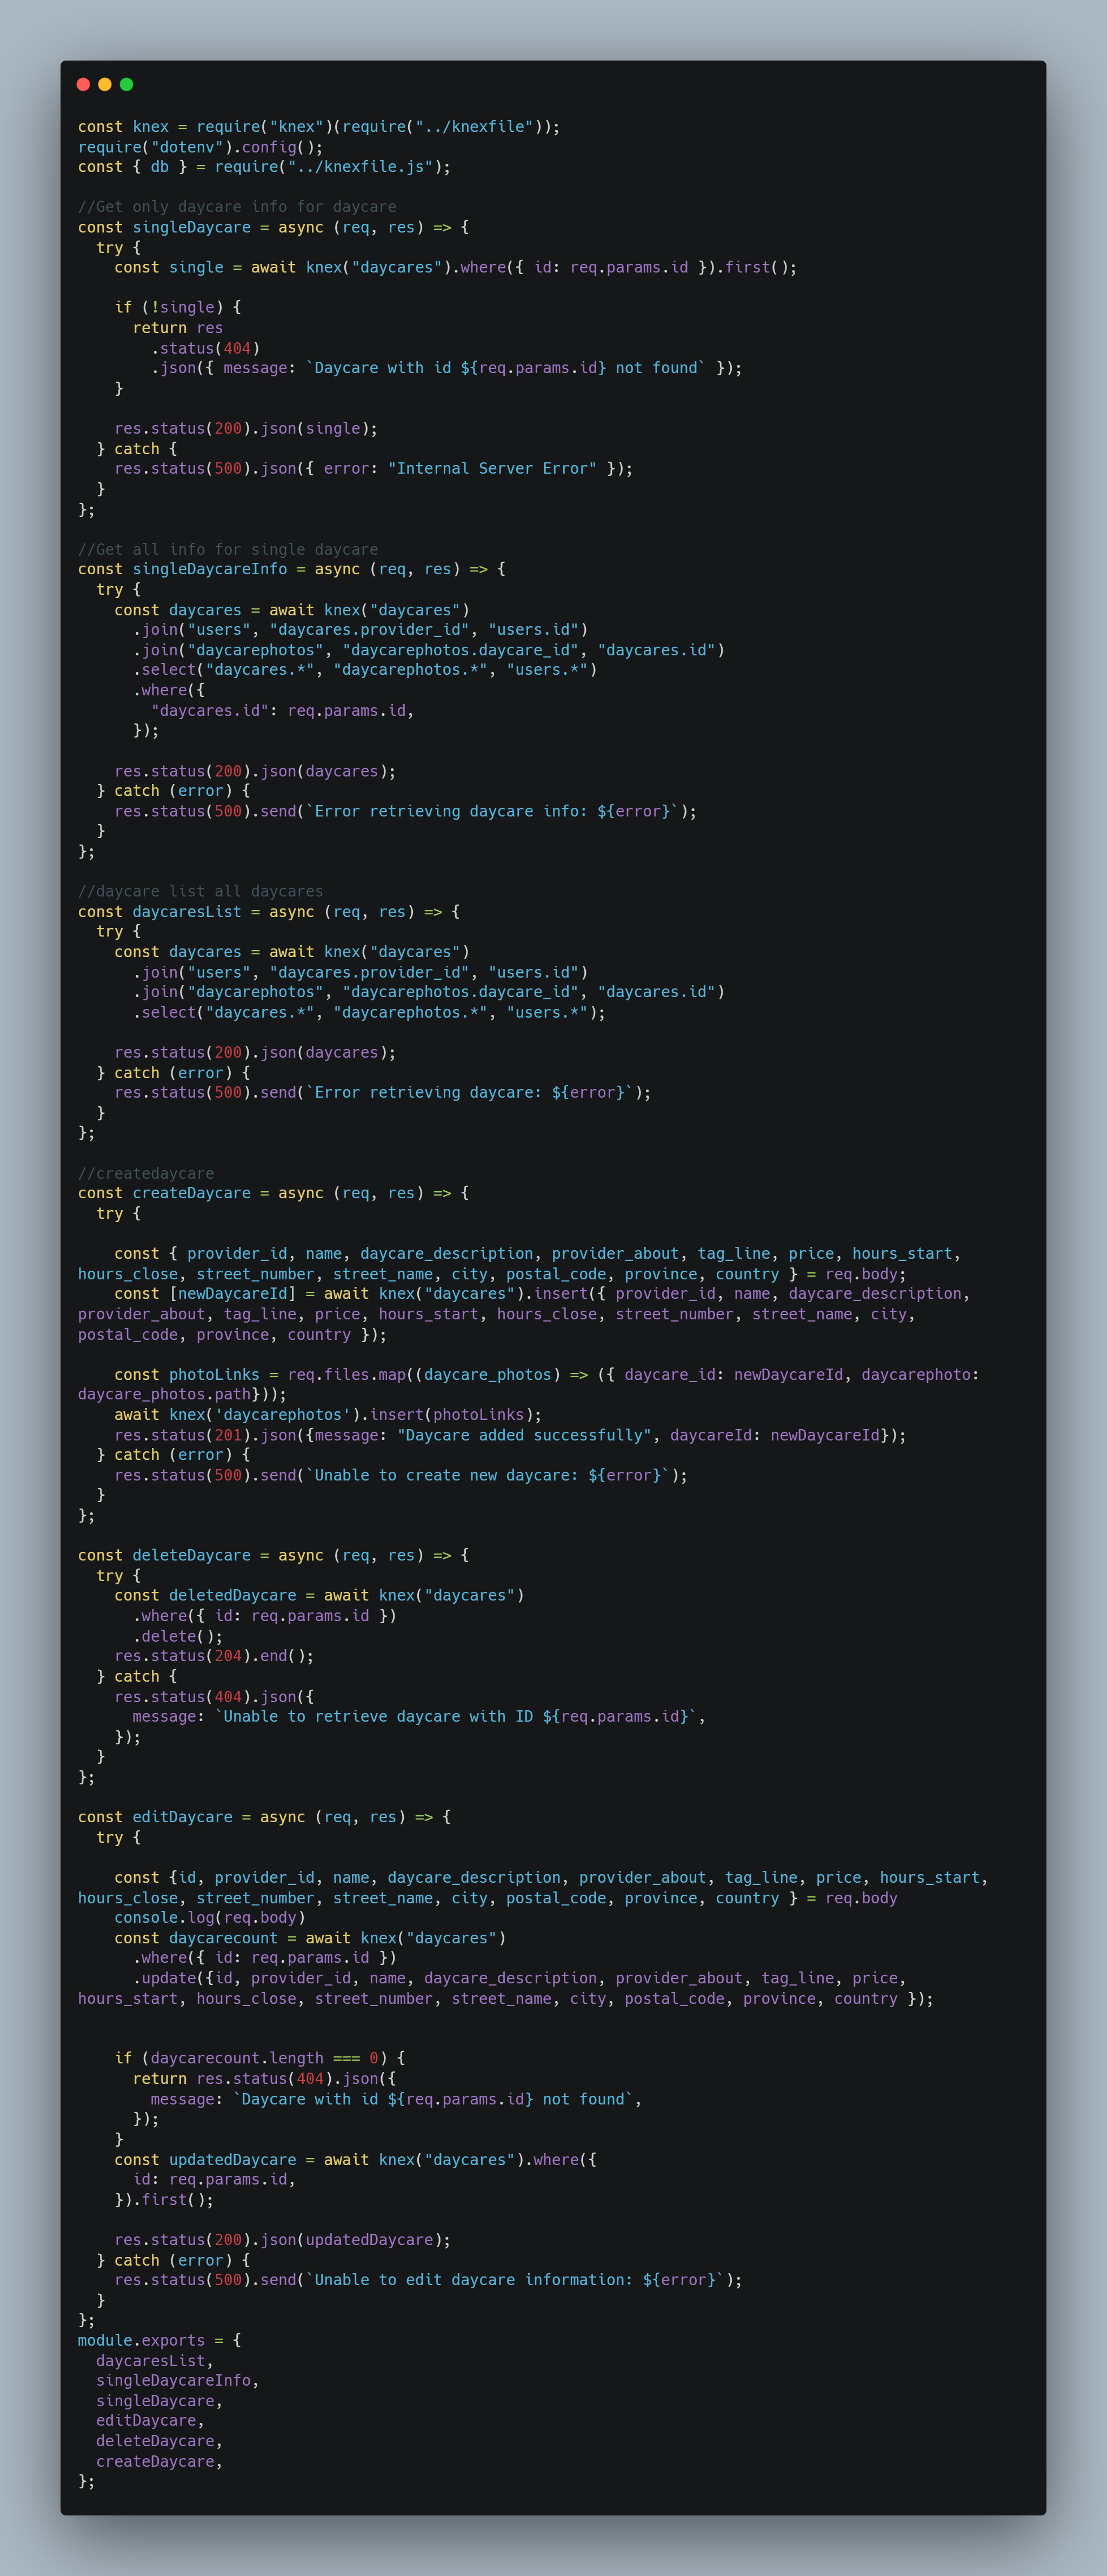 const knex = require("knex")(require("../knexfile"));
require("dotenv").config();
const { db } = require("../knexfile.js");

//Get only daycare info for daycare
const singleDaycare = async (req, res) => {
  try {
    const single = await knex("daycares").where({ id: req.params.id }).first();

    if (!single) {
      return res
        .status(404)
        .json({ message: `Daycare with id ${req.params.id} not found` });
    }

    res.status(200).json(single);
  } catch {
    res.status(500).json({ error: "Internal Server Error" });
  }
};

//Get all info for single daycare
const singleDaycareInfo = async (req, res) => {
  try {
    const daycares = await knex("daycares")
      .join("users", "daycares.provider_id", "users.id")
      .join("daycarephotos", "daycarephotos.daycare_id", "daycares.id")
      .select("daycares.*", "daycarephotos.*", "users.*")
      .where({
        "daycares.id": req.params.id,
      });

    res.status(200).json(daycares);
  } catch (error) {
    res.status(500).send(`Error retrieving daycare info: ${error}`);
  }
};

//daycare list all daycares
const daycaresList = async (req, res) => {
  try {
    const daycares = await knex("daycares")
      .join("users", "daycares.provider_id", "users.id")
      .join("daycarephotos", "daycarephotos.daycare_id", "daycares.id")
      .select("daycares.*", "daycarephotos.*", "users.*");

    res.status(200).json(daycares);
  } catch (error) {
    res.status(500).send(`Error retrieving daycare: ${error}`);
  }
};

//createdaycare
const createDaycare = async (req, res) => {
  try {

    const { provider_id, name, daycare_description, provider_about, tag_line, price, hours_start,
hours_close, street_number, street_name, city, postal_code, province, country } = req.body;
    const [newDaycareId] = await knex("daycares").insert({ provider_id, name, daycare_description,
provider_about, tag_line, price, hours_start, hours_close, street_number, street_name, city,
postal_code, province, country });

    const photoLinks = req.files.map((daycare_photos) => ({ daycare_id: newDaycareId, daycarephoto:
daycare_photos.path}));
    await knex('daycarephotos').insert(photoLinks);
    res.status(201).json({message: "Daycare added successfully", daycareId: newDaycareId});
  } catch (error) {
    res.status(500).send(`Unable to create new daycare: ${error}`);
  }
};

const deleteDaycare = async (req, res) => {
  try {
    const deletedDaycare = await knex("daycares")
      .where({ id: req.params.id })
      .delete();
    res.status(204).end();
  } catch {
    res.status(404).json({
      message: `Unable to retrieve daycare with ID ${req.params.id}`,
    });
  }
};

const editDaycare = async (req, res) => {
  try {

    const {id, provider_id, name, daycare_description, provider_about, tag_line, price, hours_start,
hours_close, street_number, street_name, city, postal_code, province, country } = req.body
    console.log(req.body)
    const daycarecount = await knex("daycares")
      .where({ id: req.params.id })
      .update({id, provider_id, name, daycare_description, provider_about, tag_line, price,
hours_start, hours_close, street_number, street_name, city, postal_code, province, country });


    if (daycarecount.length === 0) {
      return res.status(404).json({
        message: `Daycare with id ${req.params.id} not found`,
      });
    }
    const updatedDaycare = await knex("daycares").where({
      id: req.params.id,
    }).first();

    res.status(200).json(updatedDaycare);
  } catch (error) {
    res.status(500).send(`Unable to edit daycare information: ${error}`);
  }
};
module.exports = {
  daycaresList,
  singleDaycareInfo,
  singleDaycare,
  editDaycare,
  deleteDaycare,
  createDaycare,
};